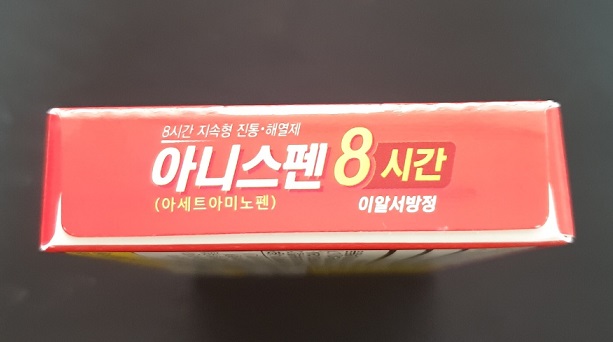 8시간 지속형 진통·해열제
아니스펜 8시간
(아세트아미노펜) 이알서방정